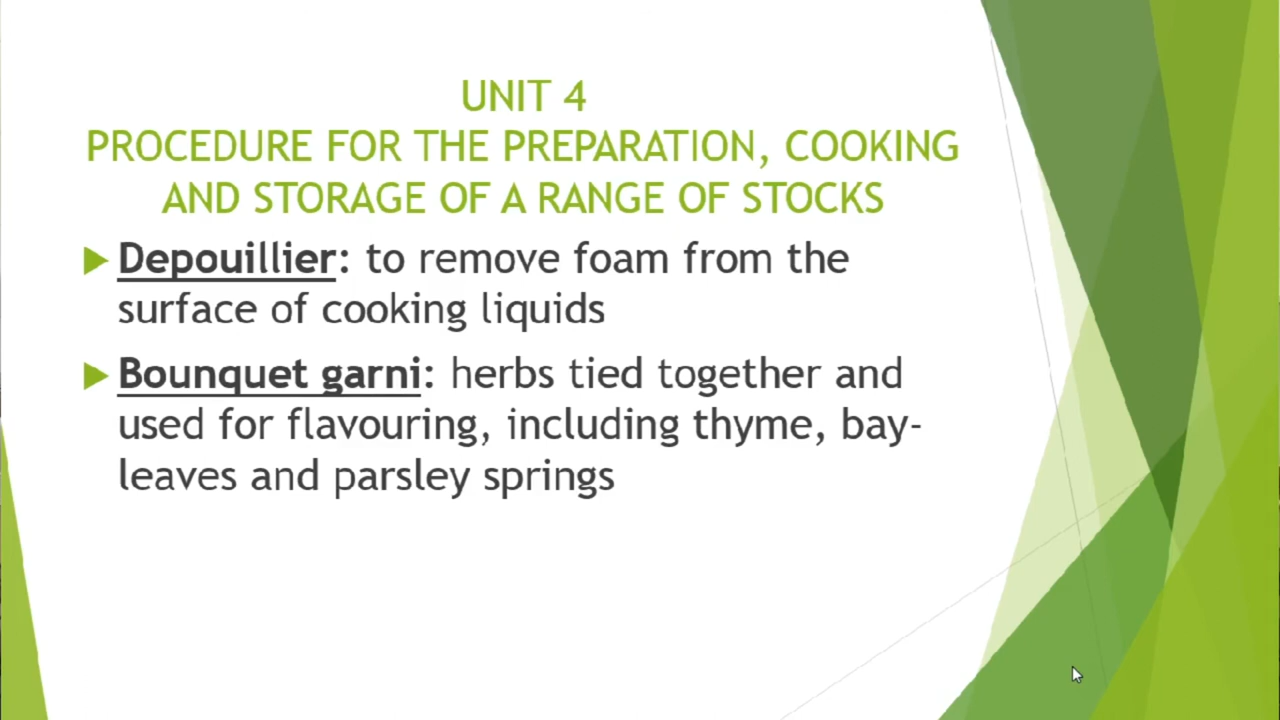 UNIT 4
PROCEDURE FOR THE PREPARATION, COOKING
AND STORAGE OF A RANGE OF STOCKS
Depouillier: to remove foam from the
surface of cooking liquids
Bounquet garni: herbs tied together and
used for flavouring, including thyme, bay-
leaves and parsley springs